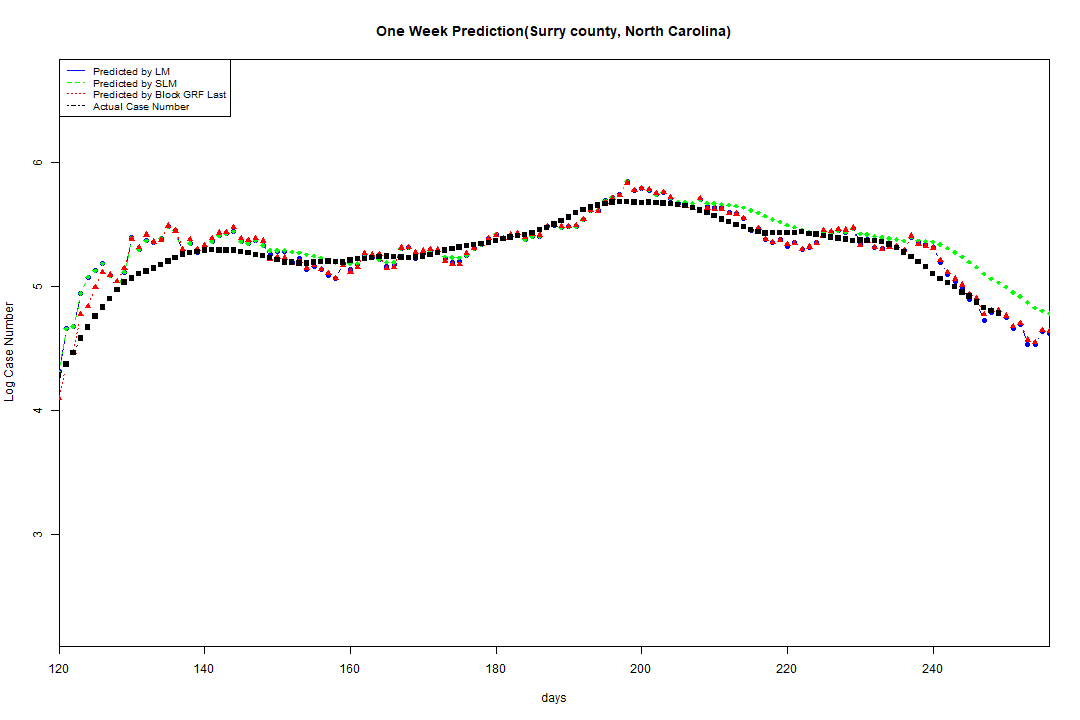 One Week Prediction(Surry county, North Carolina)
Predicted by LM
Predicted by SLM
Predicted by Block GRF Last
Actual Case Number
6
5
4
3
Log Case Number
120 140 160 180 200 220 240
days